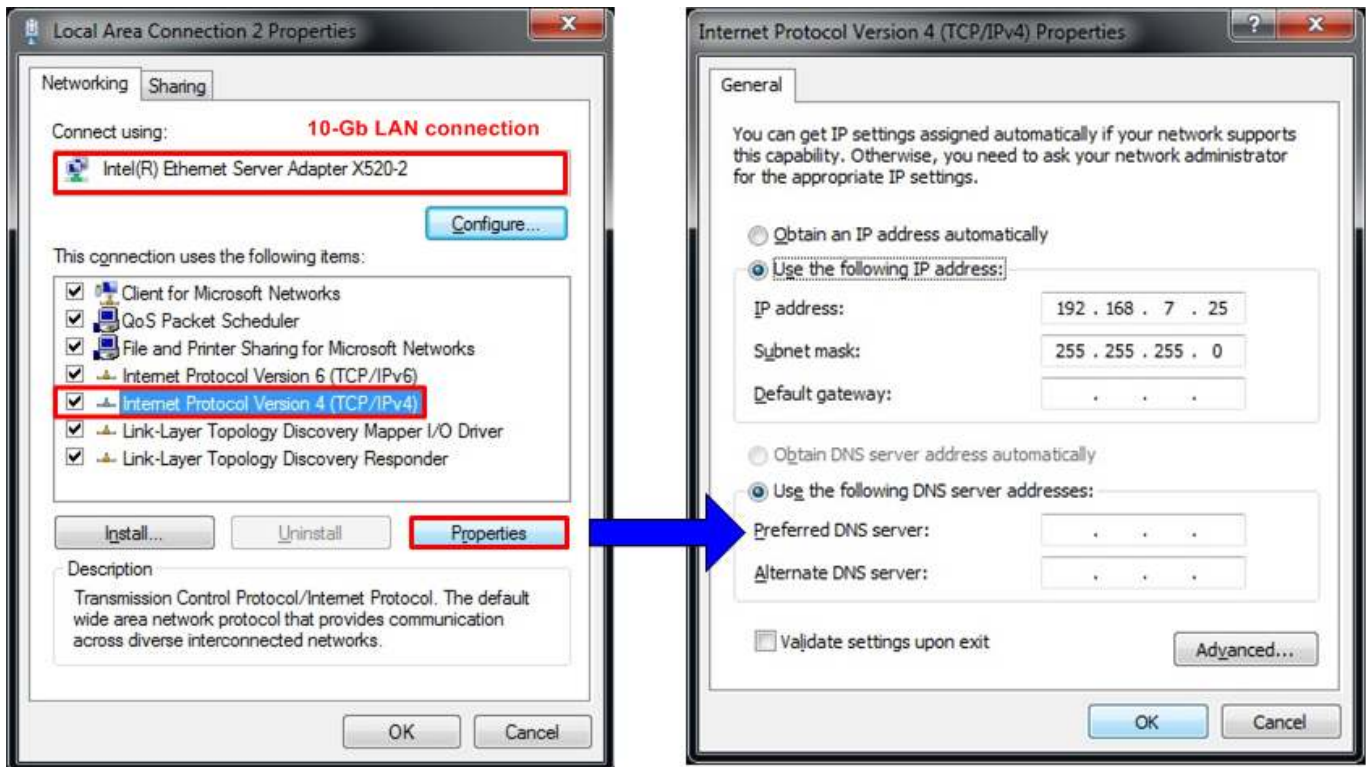 Local Area Connection 2 Properties
Networking
Sharing
Connect using:
10-Gb LAN connection
Intel(R) Ethernet Server Adapter X520-2
Configure...
This connection uses the following items:
Client for Microsoft Networks
QoS Packet Scheduler
File and Printer Sharing for Microsoft Networks
Internet Protocol Version 6 (TCP/IPv6)
Internet Protocol Version 4 (TCP/IPv4)
Link-Layer Topology Discovery Mapper I/O Driver
Link-Layer Topology Discovery Responder
Install...
Uninstall
Properties
Description
Transmission Control Protocol/Internet Protocol. The default
wide area network protocol that provides communication
across diverse interconnected networks.
OK
Cancel
Internet Protocol Version 4 (TCP/IPv4) Properties
General
You can get IP settings assigned automatically if your network supports
this capability. Otherwise, you need to ask your network administrator
for the appropriate IP settings.
Obtain an IP address automatically
Use the following IP address:
IP address: 192 . 168 . 7 . 25
Subnet mask: 255 . 255 . 255 . 0
Default gateway: . . .
Obtain DNS server address automatically
Use the following DNS server addresses:
Preferred DNS server: . . .
Alternate DNS server: . . .
Validate settings upon exit
Advanced...
OK
Cancel